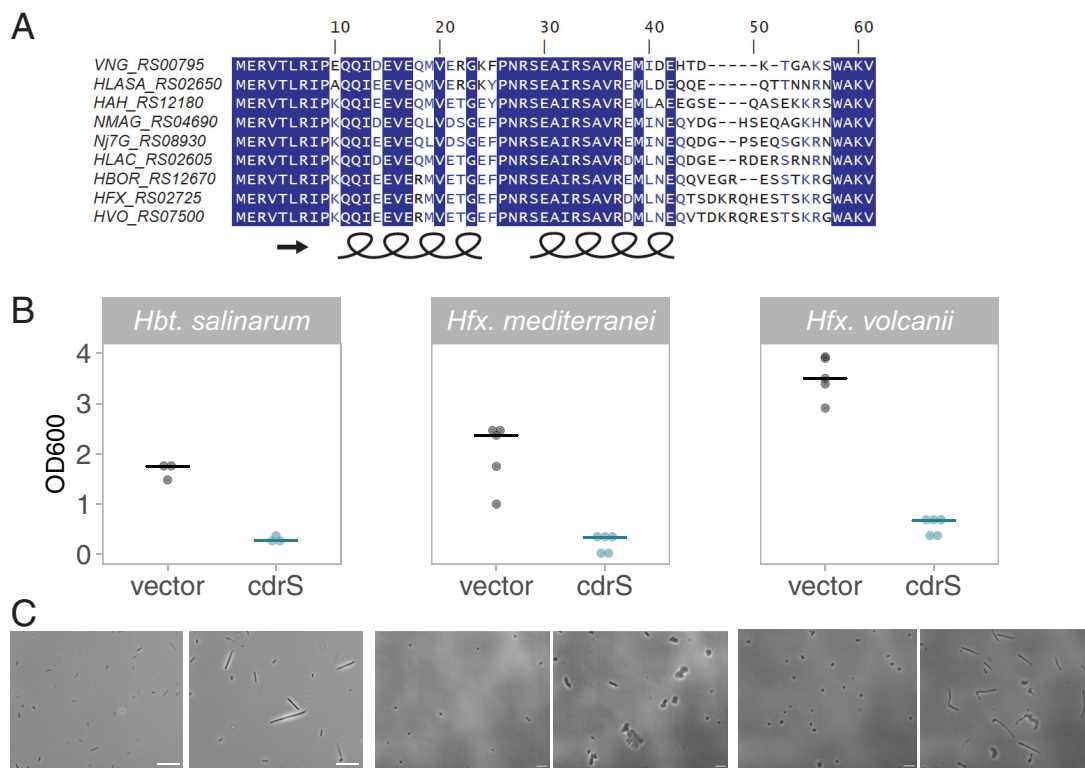 A
10 20 30 40 50 60
VNG_RS00795 MERVTLRIPEQQIDEVEQMVERGKFPNRSEAIRSAVREMIDEHTD-----K-TGAKSWAKV
HLASA_RS02650 MERVTLRIPAQQIEEVEQMVERGKYPNRSEAIRSAVREMLDEQQE-----QTTNNRNWAKV
HAH_RS12180 MERVTLRIPKQQIEEVEQMVETGEYPNRSEAIRSAVREMLAEEGSE---QASEKKRSWAKV
NMAG_RS04690 MERVTLRIPKQQIEEVEQLVDSGEFPNRSEAIRSAVREMINEQYDG-HSEQAGKHNWAKV
Nj7G_RS08930 MERVTLRIPKQQIEEVEQLVDSGEFPNRSEAIRSAVREMINEQQDG-PSEQSGKRNWAKV
HLAC_RS02605 MERVTLRIPKQQIDEVEQMVETGEFPNRSEAIRSAVRDMLNEQDGE--RDERSRNRNWAKV
HBOR_RS12670 MERVTLRIPKQQIEEVERMVETGEFPNRSEAIRSAVREMLNEQQVEGR--ESSTKRGWAKV
HFX_RS02725 MERVTLRIPKQQIEEVERMVETGEFPNRSEAIRSAVRDMLNEQTSDKRQHESTSKRGWAKV
HVO_RS07500 MERVTLRIPKQQIEEVERMVETGEFPNRSEAIRSAVRDMLNEQVTDKRQRESTSKRGWAKV
B
Hbt. salinarum Hfx. mediterranei Hfx. volcanii
OD600
4
3
2
1
0
vector cdrS vector cdrS vector cdrS
C